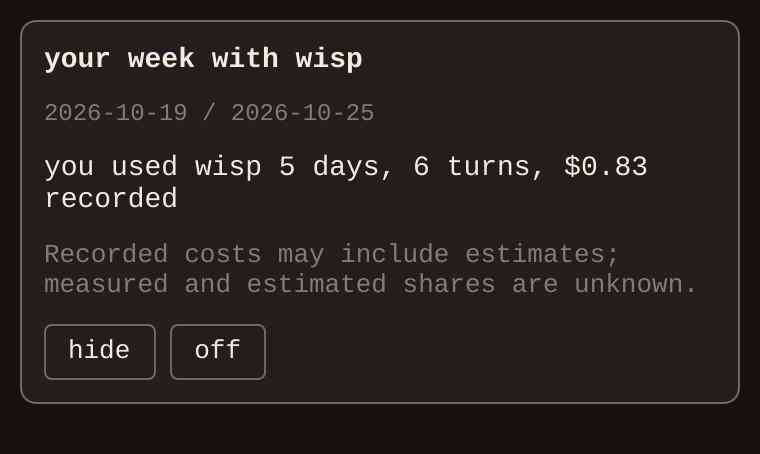 your week with wisp
2026-10-19 / 2026-10-25
you used wisp 5 days, 6 turns, $0.83
recorded
Recorded costs may include estimates;
measured and estimated shares are unknown.
hide off